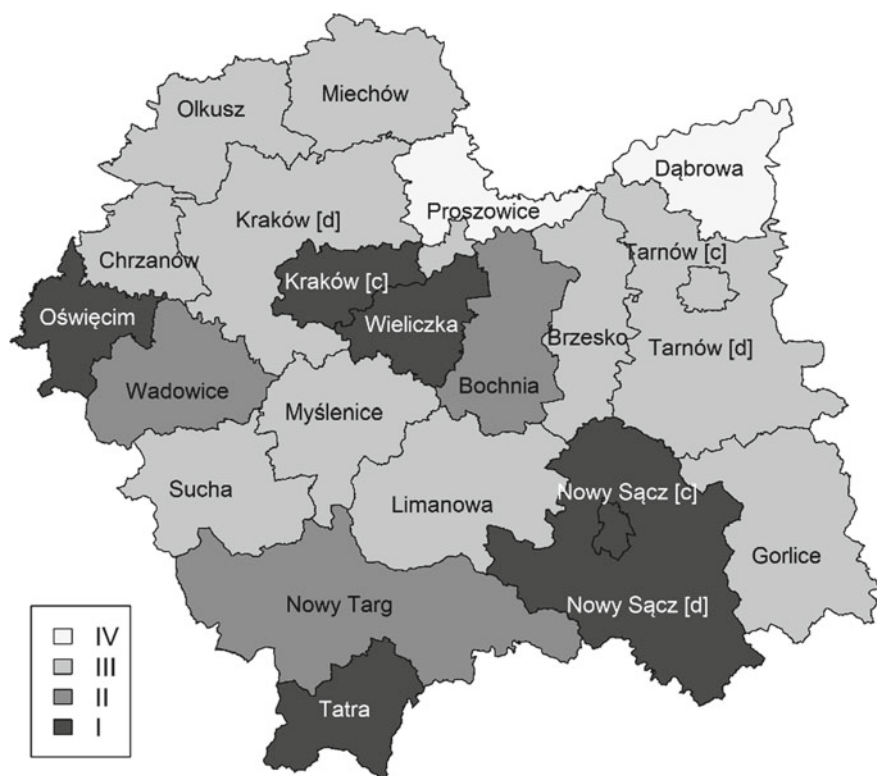 Miechów
Olkusz
Dąbrowa
Proszowice
Kraków [d]
Tarnów [c]
Chrzanów
Kraków [c]
Oświęcim
Wieliczka
Brzesko
Tarnów [d]
Wadowice
Bochnia
Myślenice
Sucha
Limanowa
Nowy Sącz [c]
Gorlice
Nowy Targ
Nowy Sącz [d]
Tatra
IV
III
II
I